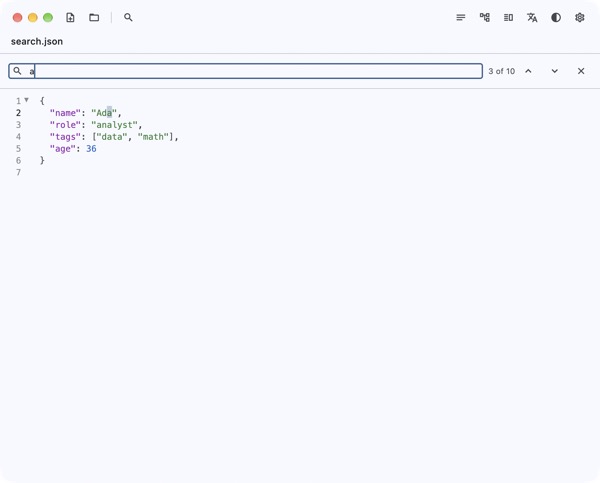 search.json
a
3 of 10
1 {
2 "name": "Ada",
3 "role": "analyst",
4 "tags": ["data", "math"],
5 "age": 36
6 }
7